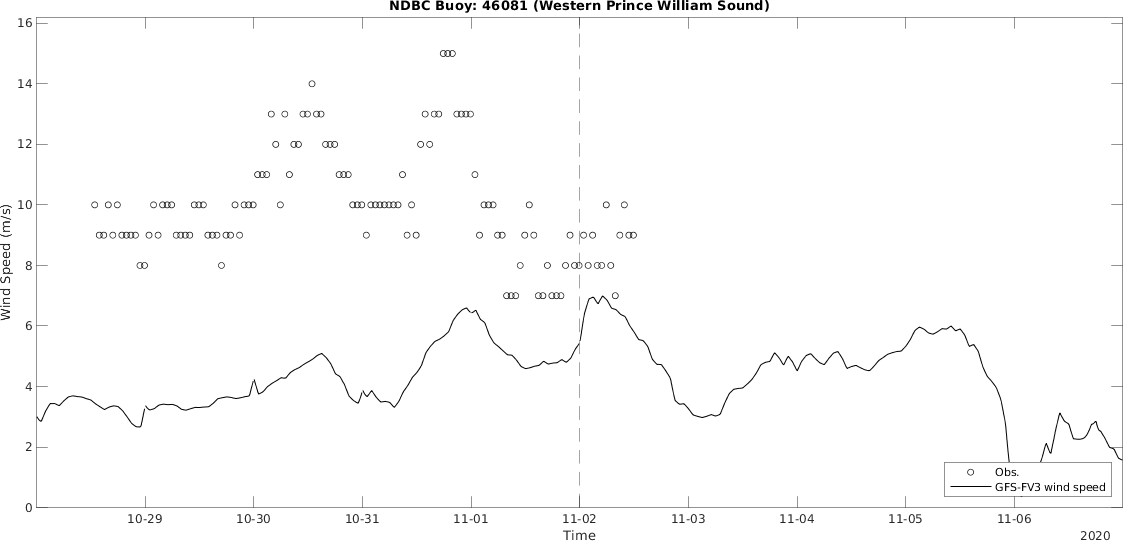 NDBC Buoy: 46081 (Western Prince William Sound)
16
14
12
10
8
6
4
2
0
Wind Speed (m/s)
10-29 10-30 10-31 11-01 11-02 11-03 11-04 11-05 11-06
Time
2020
Obs.
GFS-FV3 wind speed